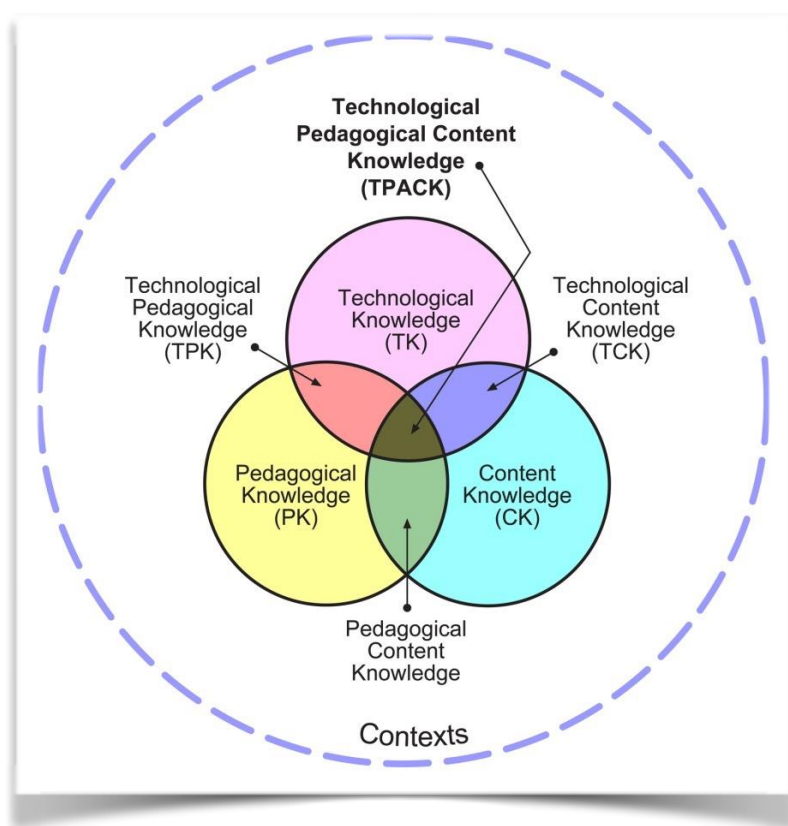 Technological
Pedagogical Content
Knowledge
(TPACK)
Technological
Pedagogical
Knowledge
(TPK)
Technological
Knowledge
(TK)
Technological
Content
Knowledge
(TCK)
Pedagogical
Knowledge
(PK)
Content
Knowledge
(CK)
Pedagogical
Content
Knowledge
Contexts